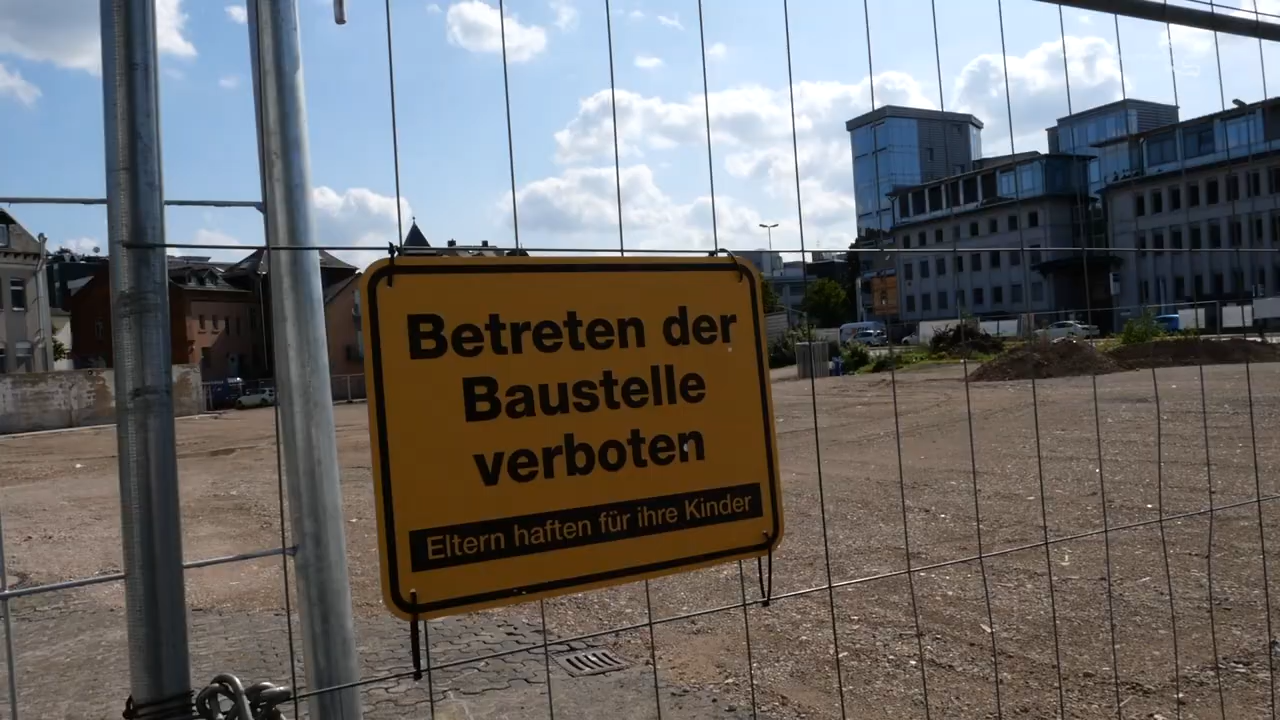 Betreten der
Baustelle
verboten
Eltern haften für ihre Kinder